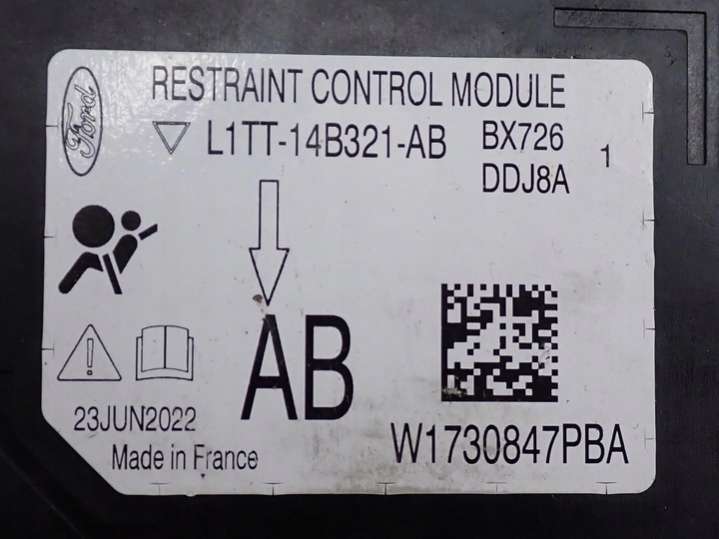 Ford
RESTRAINT CONTROL MODULE
L1TT-14B321-AB
BX726
DDJ8A
1
AB
23JUN2022
Made in France
W1730847PBA